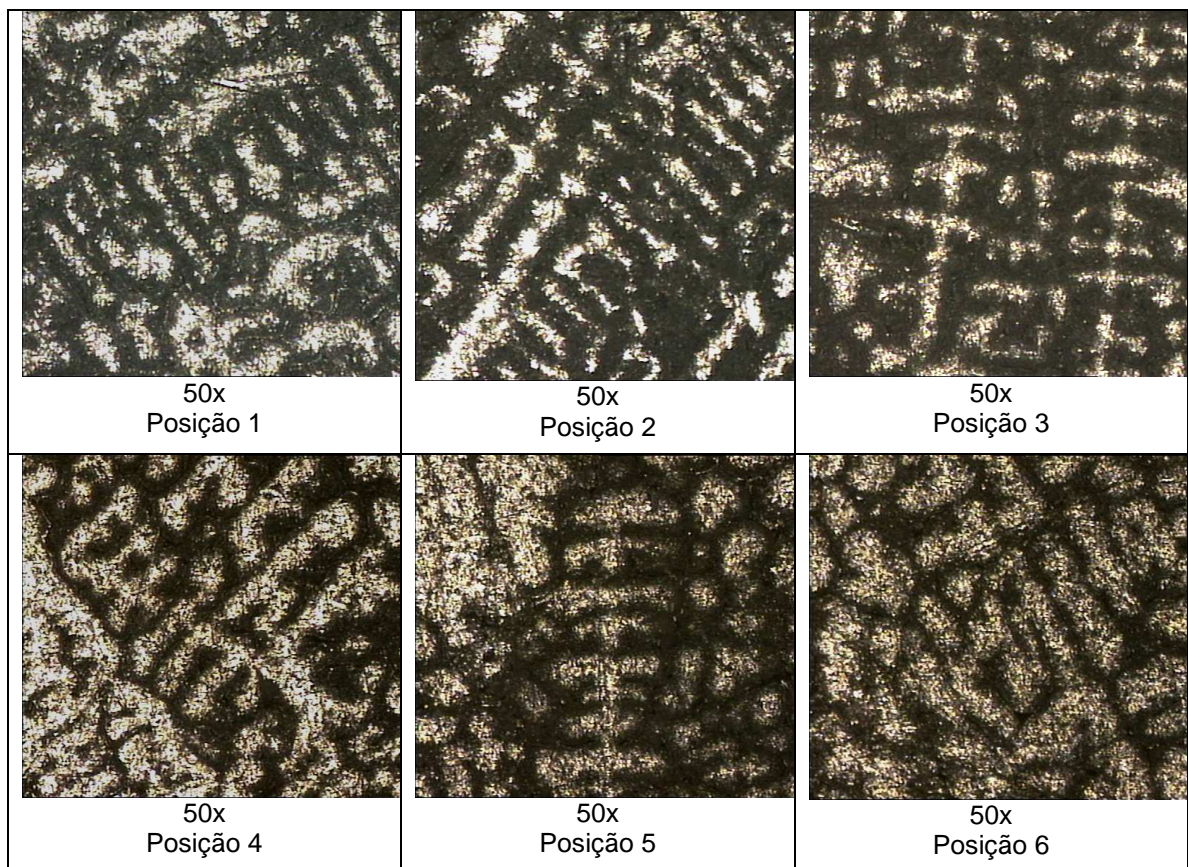 50x
Posição 1
50x
Posição 2
50x
Posição 3
50x
Posição 4
50x
Posição 5
50x
Posição 6